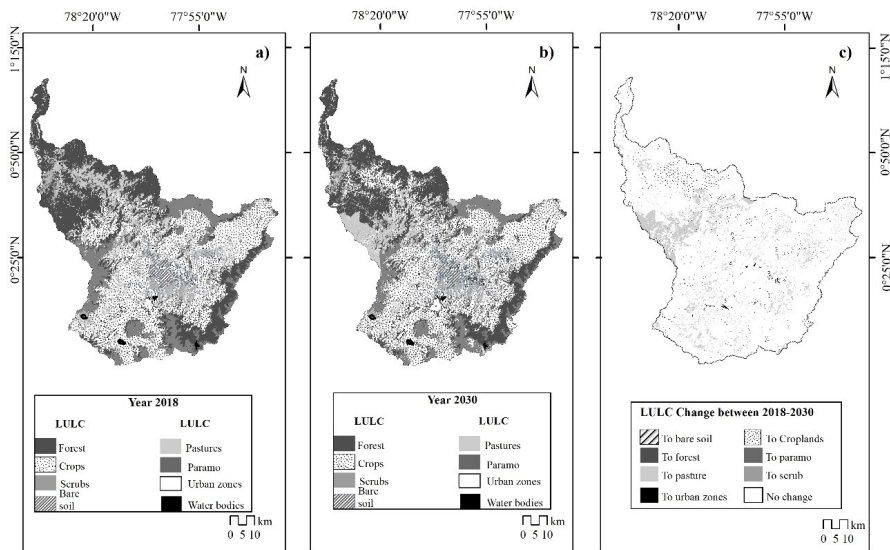 78°20'0"W 77°55'0"W
78°20'0"W 77°55'0"W
78°20'0"W 77°55'0"W
1°15'0"N
0°50'0"N
0°25'0"N
a)
N
Year 2018
LULC LULC
Forest Pastures
Crops Paramo
Scrubs Urban zones
Bare soil Water bodies
km
0 5 10
b)
N
Year 2030
LULC LULC
Forest Pastures
Crops Paramo
Scrubs Urban zones
Bare soil Water bodies
km
0 5 10
c)
N
1°15'0"N
0°50'0"N
0°25'0"N
LULC Change between 2018-2030
To bare soil To Croplands
To forest To paramo
To pasture To scrub
To urban zones No change
km
0 5 10